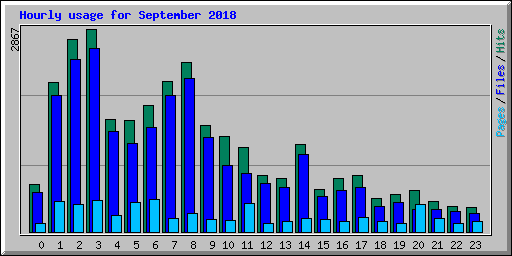 Hourly usage for September 2018
2867
Pages / Files / Hits
0 1 2 3 4 5 6 7 8 9 10 11 12 13 14 15 16 17 18 19 20 21 22 23